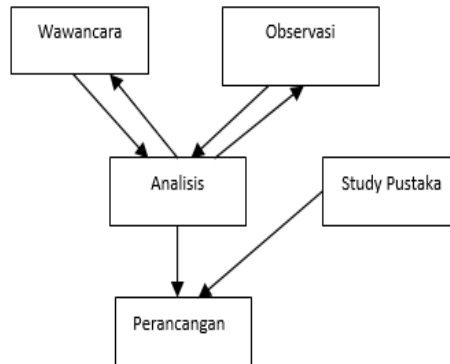 Wawancara
Observasi
Analisis
Study Pustaka
Perancangan